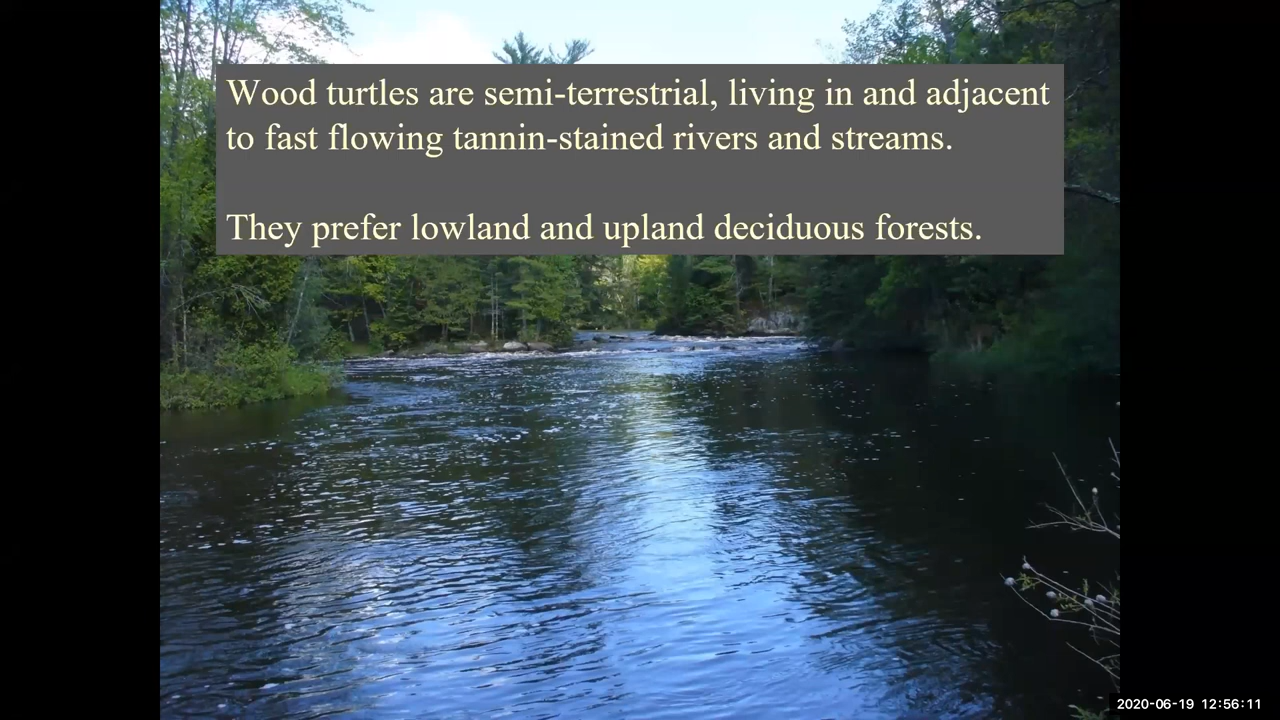 Wood turtles are semi-terrestrial, living in and adjacent
to fast flowing tannin-stained rivers and streams.
They prefer lowland and upland deciduous forests.
2020-06-19 12:56:11